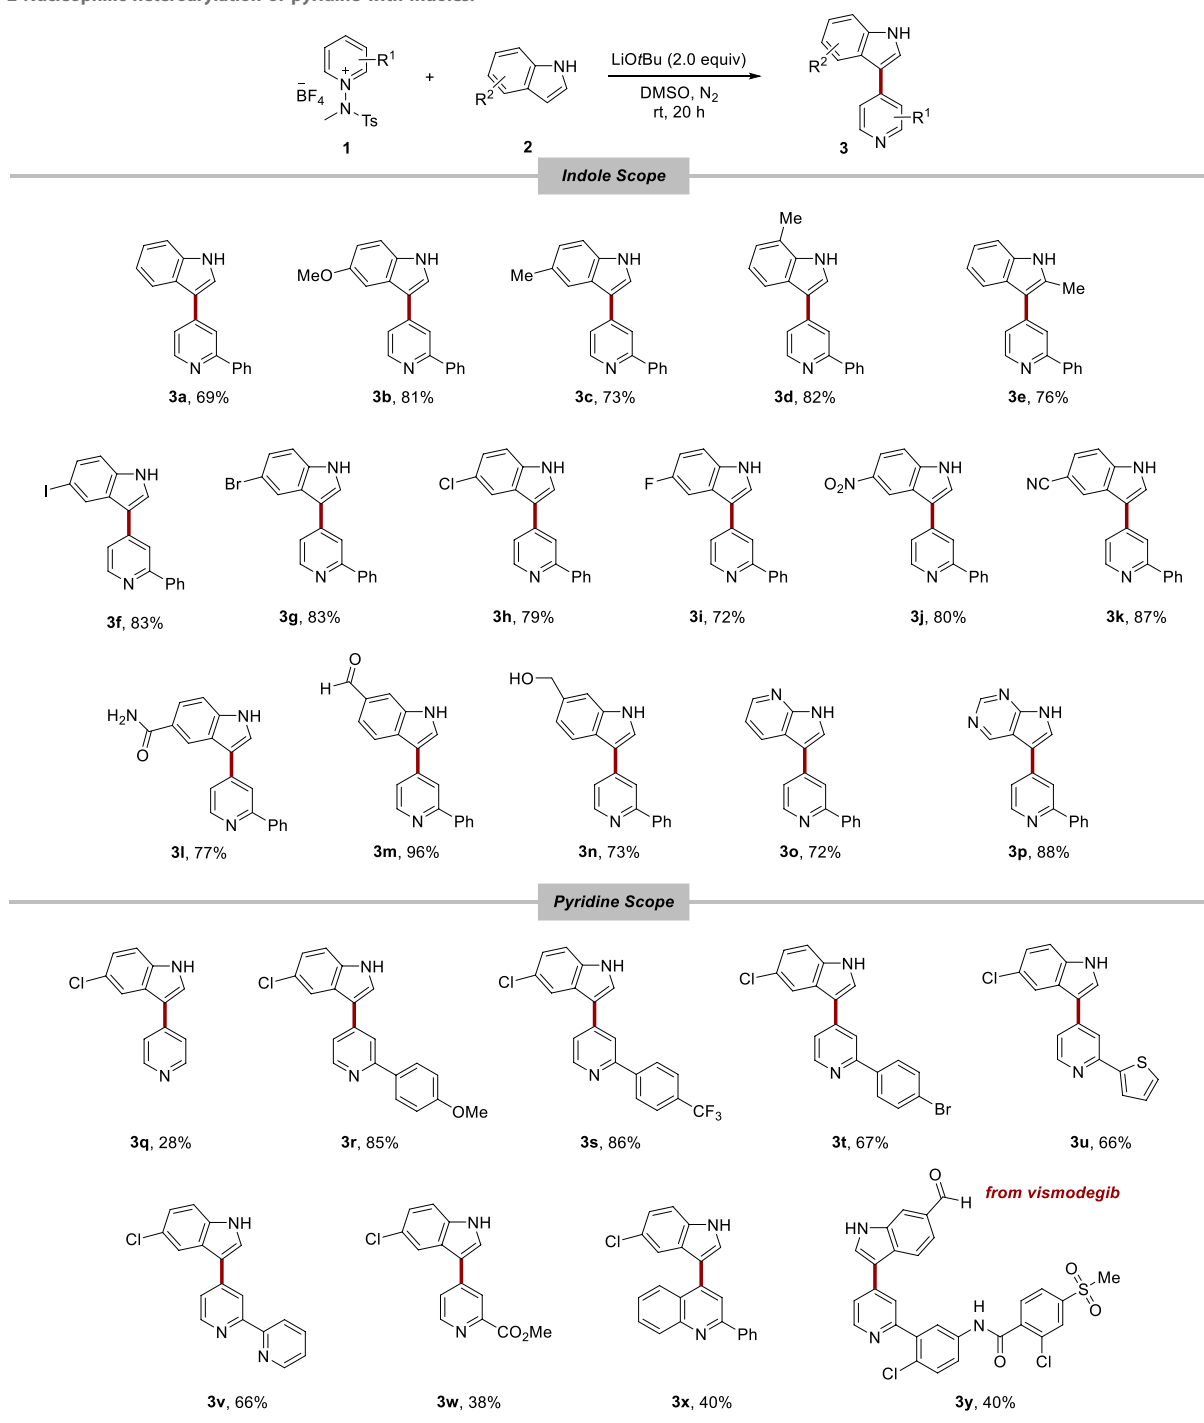 2 Nucleophilic heteroarylation of pyridine with indoles.
R¹
+
N
BF₄
−
N
Ts
1
+
R²
NH
2
LiOtBu (2.0 equiv)
DMSO, N₂
rt, 20 h
R²
NH
R¹
N
3
Indole Scope
NH
N
Ph
3a, 69%
MeO
NH
N
Ph
3b, 81%
Me
NH
N
Ph
3c, 73%
Me
NH
N
Ph
3d, 82%
NH
Me
N
Ph
3e, 76%
I
NH
N
Ph
3f, 83%
Br
NH
N
Ph
3g, 83%
Cl
NH
N
Ph
3h, 79%
F
NH
N
Ph
3i, 72%
O₂N
NH
N
Ph
3j, 80%
NC
NH
N
Ph
3k, 87%
H₂N
O
NH
N
Ph
3l, 77%
O
H
NH
N
Ph
3m, 96%
HO
NH
N
Ph
3n, 73%
N
NH
N
Ph
3o, 72%
N
N
NH
N
Ph
3p, 88%
Pyridine Scope
Cl
NH
N
3q, 28%
Cl
NH
N
OMe
3r, 85%
Cl
NH
N
CF₃
3s, 86%
Cl
NH
N
Br
3t, 67%
Cl
NH
N
S
3u, 66%
Cl
NH
N
N
3v, 66%
Cl
NH
N
CO₂Me
3w, 38%
Cl
NH
N
Ph
3x, 40%
O
H
from vismodegib
HN
N
Cl
H
N
O
Cl
O
S
O
Me
3y, 40%